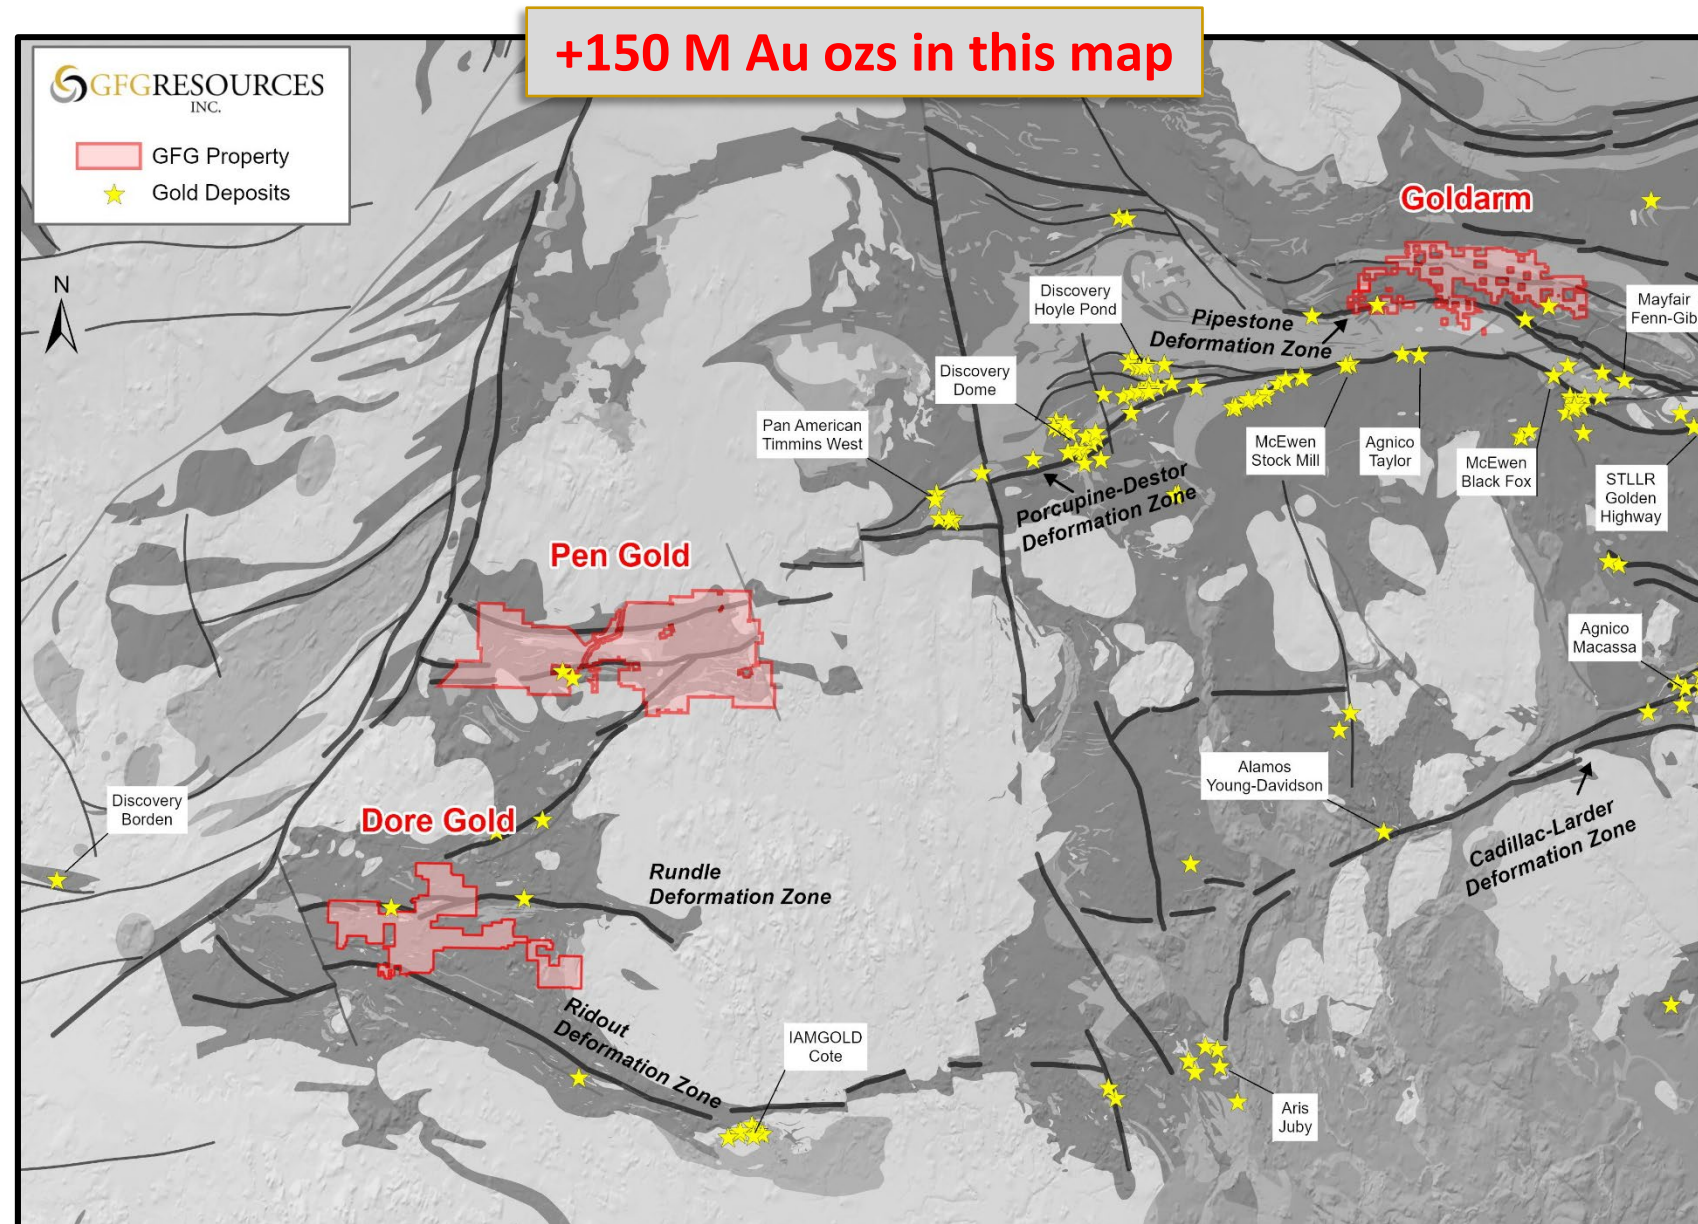 +150 M Au ozs in this map
GFGRESOURCES
INC.
GFG Property
Gold Deposits
N
Goldarm
Discovery
Hoyle Pond
Pipestone
Deformation Zone
Mayfair
Fenn-Gib
Discovery
Dome
Pan American
Timmins West
McEwen
Stock Mill
Agnico
Taylor
McEwen
Black Fox
STLLR
Golden
Highway
Porcupine-Destor
Deformation Zone
Pen Gold
Agnico
Macassa
Alamos
Young-Davidson
Discovery
Borden
Dore Gold
Cadillac-Larder
Deformation Zone
Rundle
Deformation Zone
Ridout
Deformation Zone
IAMGOLD
Cote
Aris
Juby